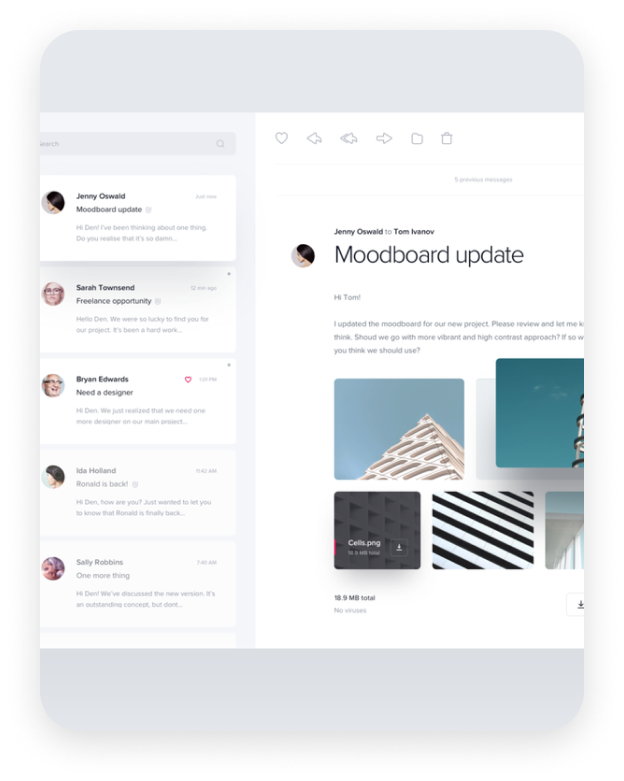 Search
Jenny Oswald
Just now
Moodboard update
Hi Den! I've been thinking about one thing.
Do you realise that it's so damn...
Sarah Townsend
12 min ago
Freelance opportunity
Hello Den. We were so lucky to find you for
our project. It's been a hard work...
Bryan Edwards
1:51 PM
Need a designer
Hi Den. We just realized that we need one
more designer on our main project...
Ida Holland
11:42 AM
Ronald is back!
Hi Den, how are you? Just wanted to let you
to know that Ronald is finally back...
Sally Robbins
7:40 AM
One more thing
Hi Den! We've discussed the new version. It's
an outstanding concept, but dont...
5 previous messages
Jenny Oswald to Tom Ivanov
Moodboard update
Hi Tom!
I updated the moodboard for our new project. Please review and let me
think. Shoud we go with more vibrant and high contrast approach? If so
you think we should use?
Cells.png
18.9 MB total
No viruses